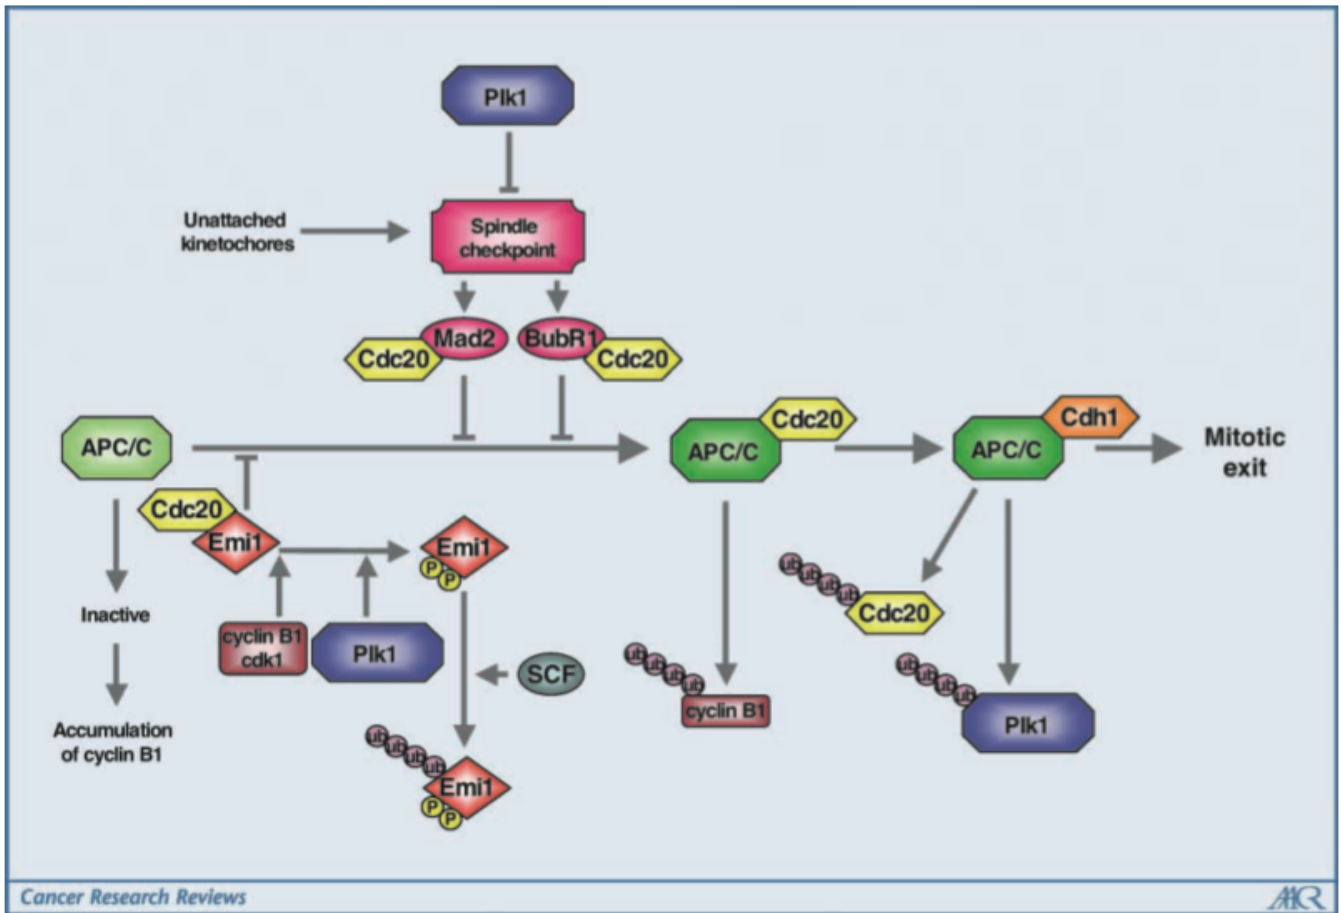 Plk1
Unattached
kinetochores
Spindle
checkpoint
Mad2
BubR1
Cdc20
Cdc20
APC/C
Cdc20
APC/C
Cdh1
APC/C
Mitotic
exit
Cdc20
Emi1
Emi1
P
P
Inactive
cyclin B1
cdk1
Plk1
SCF
Accumulation
of cyclin B1
ub
ub
ub
ub
Emi1
P
P
ub
ub
ub
ub
cyclin B1
ub
ub
ub
ub
Cdc20
ub
ub
ub
ub
Plk1
Cancer Research Reviews
AACR